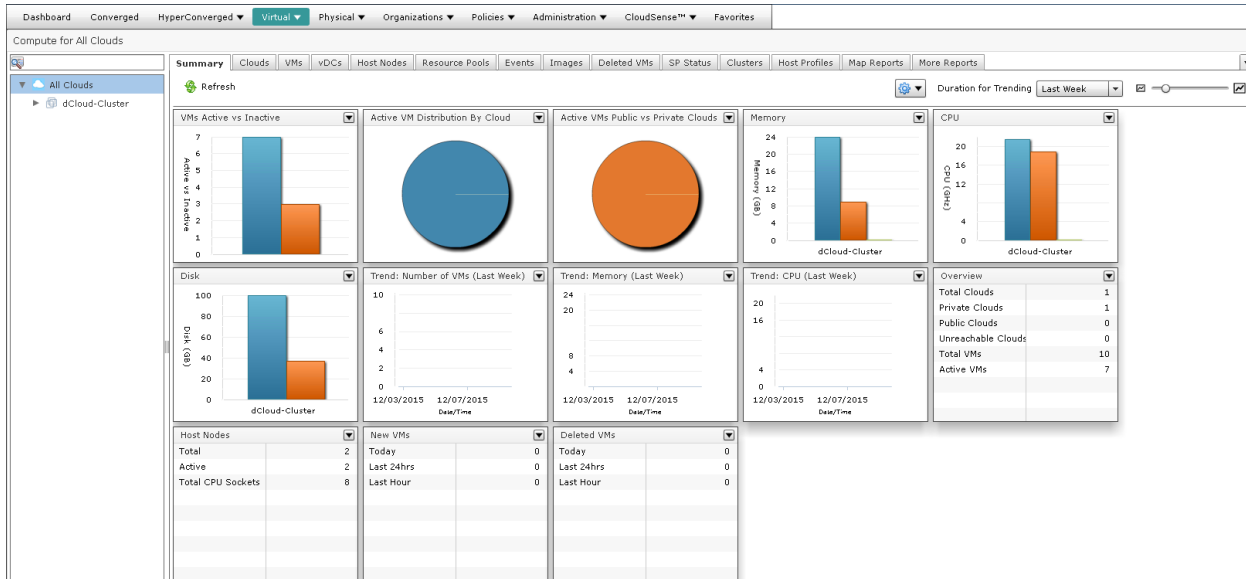 Dashboard Converged HyperConverged ▼ Virtual ▼ Physical ▼ Organizations ▼ Policies ▼ Administration ▼ CloudSense™ ▼ Favorites
Compute for All Clouds
All Clouds
dCloud-Cluster
Summary Clouds VMs vDCs Host Nodes Resource Pools Events Images Deleted VMs SP Status Clusters Host Profiles Map Reports More Reports
Refresh
Duration for Trending Last Week
VMs Active vs Inactive
Active vs Inactive
7
6
5
4
3
2
1
0
Active VM Distribution By Cloud
Active VMs Public vs Private Clouds
Memory
Memory (GB)
24
20
16
12
8
4
0
dCloud-Cluster
CPU
CPU (GHz)
20
16
12
4
0
dCloud-Cluster
Disk
Disk (GB)
100
80
60
40
20
0
dCloud-Cluster
Trend: Number of VMs (Last Week)
10
6
4
2
0
12/03/2015 12/07/2015
Date/Time
Trend: Memory (Last Week)
24
20
8
4
12/03/2015 12/07/2015
Date/Time
Trend: CPU (Last Week)
20
16
4
0
12/03/2015 12/07/2015
Date/Time
Overview
Total Clouds 1
Private Clouds 1
Public Clouds 0
Unreachable Clouds 0
Total VMs 10
Active VMs 7
Host Nodes
Total 2
Active 2
Total CPU Sockets 8
New VMs
Today 0
Last 24hrs 0
Last Hour 0
Deleted VMs
Today 0
Last 24hrs 0
Last Hour 0